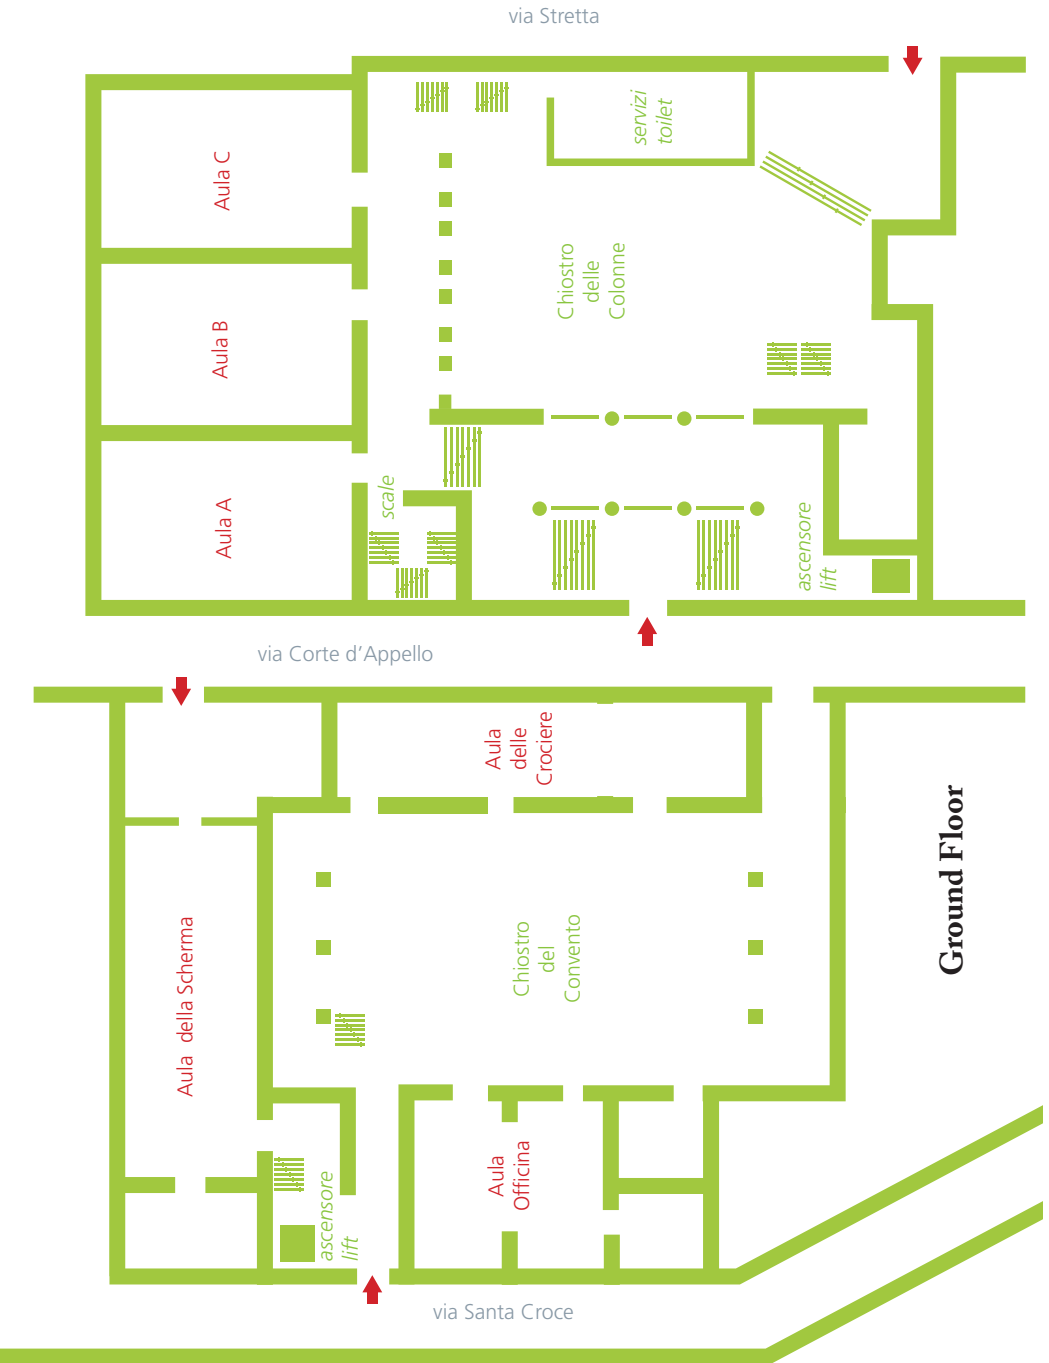 via Stretta
servizi
toilet
Aula C
Chiostro
delle
Colonne
Aula B
Aula A
scale
ascensore
lift
via Corte d’Appello
Aula
delle
Crociere
Ground Floor
Chiostro
del
Convento
Aula della Scherma
Aula
Officina
ascensore
lift
via Santa Croce